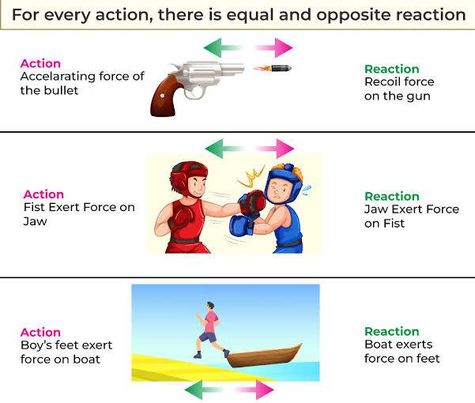 For every action, there is equal and opposite reaction
Action
Accelarating force of
the bullet
Reaction
Recoil force
on the gun
Action
Fist Exert Force on
Jaw
Reaction
Jaw Exert Force
on Fist
Action
Boy's feet exert
force on boat
Reaction
Boat exerts
force on feet